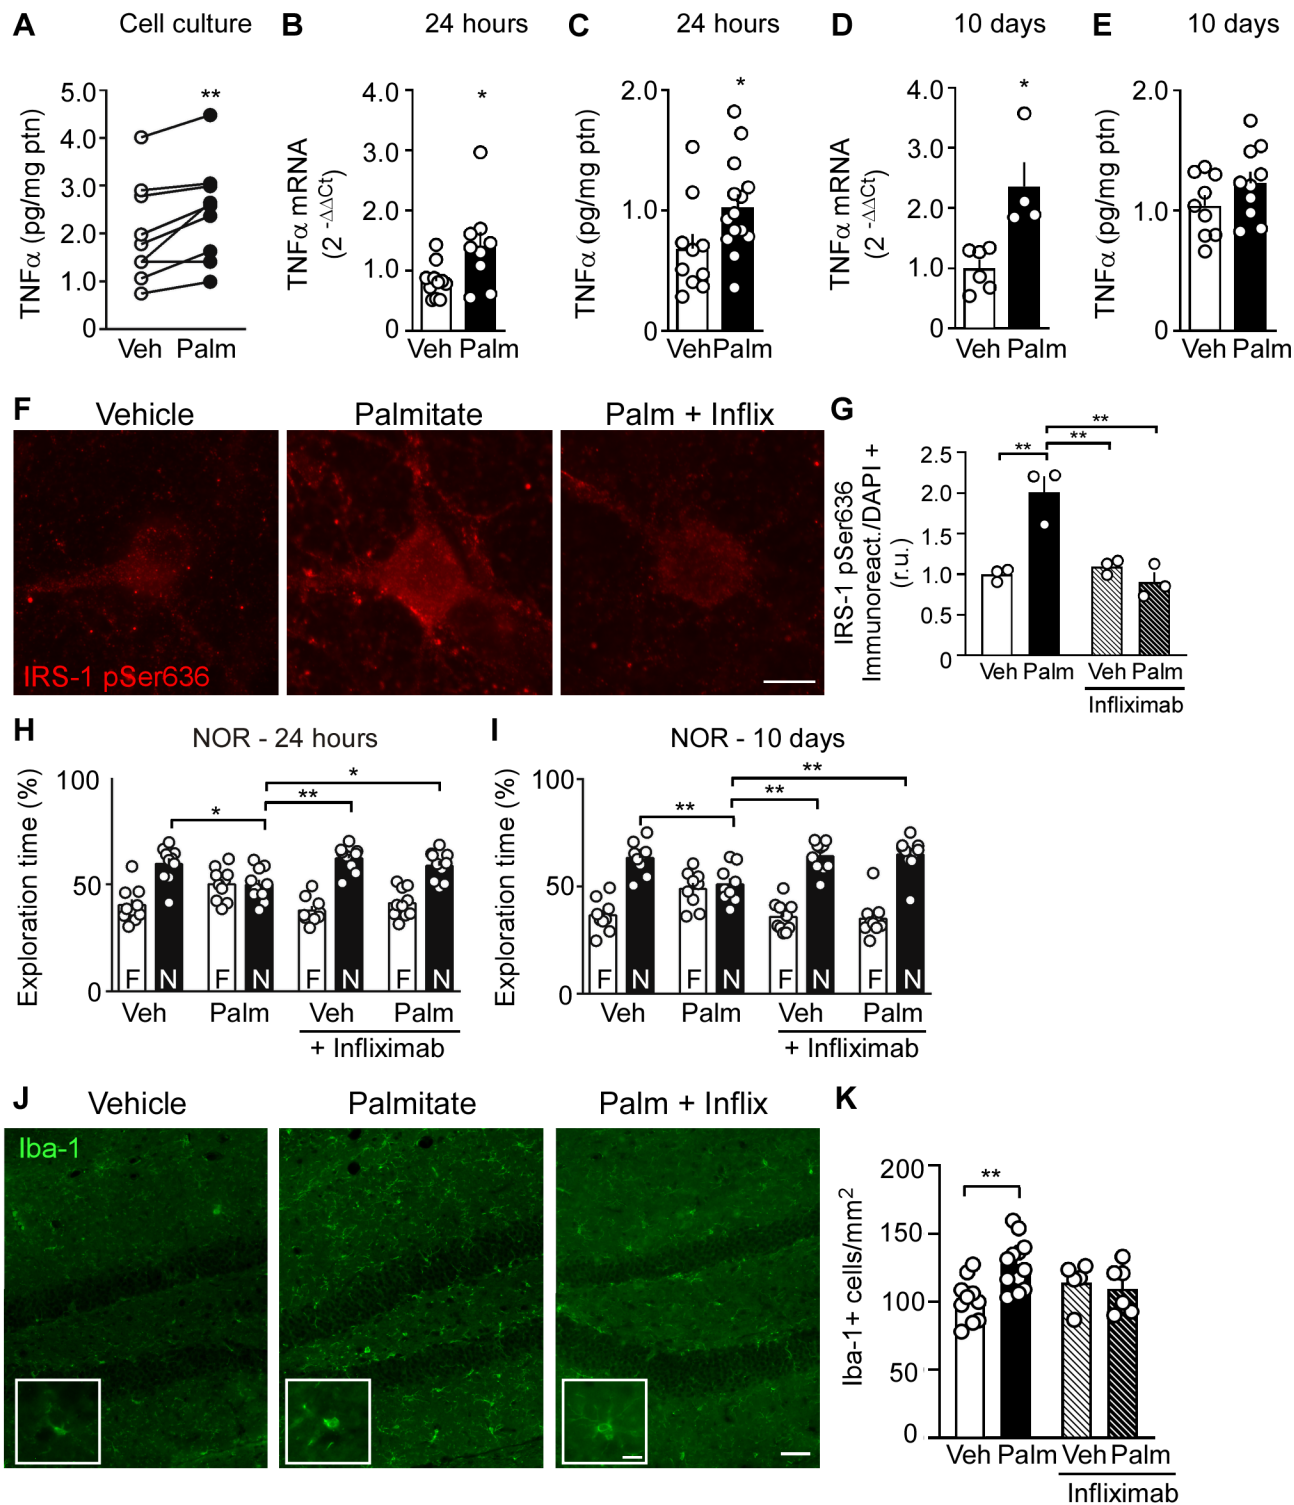 A Cell culture
B 24 hours
C 24 hours
D 10 days
E 10 days
TNFα (pg/mg ptn)
5.0
4.0
3.0
2.0
1.0
0
**
Veh Palm
TNFα mRNA
(2 -ΔΔCt)
4.0
3.0
2.0
1.0
0
*
Veh Palm
TNFα (pg/mg ptn)
2.0
1.0
0
*
VehPalm
TNFα mRNA
(2 -ΔΔCt)
4.0
3.0
2.0
1.0
0
*
Veh Palm
TNFα (pg/mg ptn)
2.0
1.0
0
Veh Palm
F Vehicle
Palmitate
Palm + Inflix
IRS-1 pSer636
G
IRS-1 pSer636
Immunoreact./DAPI +
(r.u.)
2.5
2.0
1.5
1.0
0.5
0
**
**
**
Veh Palm
Veh Palm
Infliximab
H NOR - 24 hours
Exploration time (%)
100
50
0
*
**
*
F N F N F N F N
Veh Palm Veh Palm
+ Infliximab
I NOR - 10 days
Exploration time (%)
100
50
0
**
**
**
F N F N F N F N
Veh Palm Veh Palm
+ Infliximab
J Vehicle
Palmitate
Palm + Inflix
Iba-1
K
Iba-1+ cells/mm2
200
150
100
50
0
**
Veh Palm Veh Palm
Infliximab